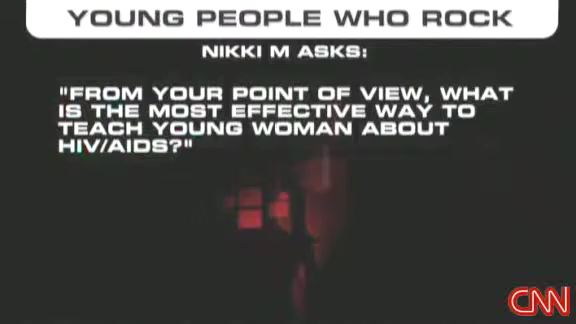 YOUNG PEOPLE WHO ROCK
NIKKI M ASKS:
"FROM YOUR POINT OF VIEW, WHAT
IS THE MOST EFFECTIVE WAY TO
TEACH YOUNG WOMAN ABOUT
HIV/AIDS?"
CNN